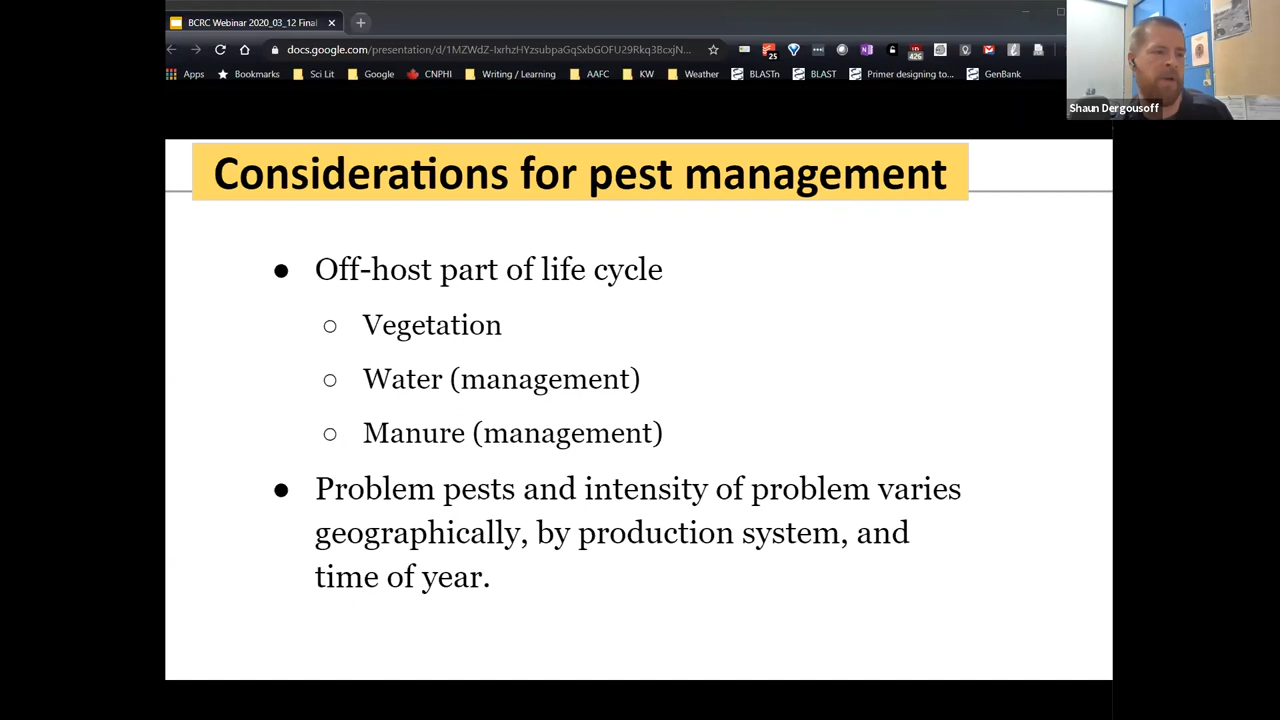 BCRC Webinar 2020_03_12 Final
docs.google.com/presentation/d/1MZWdZ-IxrhzHYzsubpaGqSxbGOFU29Rkq3BcxjN...
25
426
Apps
Bookmarks
Sci Lit
Google
CNPHI
Writing / Learning
AAFC
KW
Weather
BLASTn
BLAST
Primer designing to...
GenBank
Shaun Dergousoff
Considerations for pest management
● Off-host part of life cycle
○ Vegetation
○ Water (management)
○ Manure (management)
● Problem pests and intensity of problem varies
geographically, by production system, and
time of year.